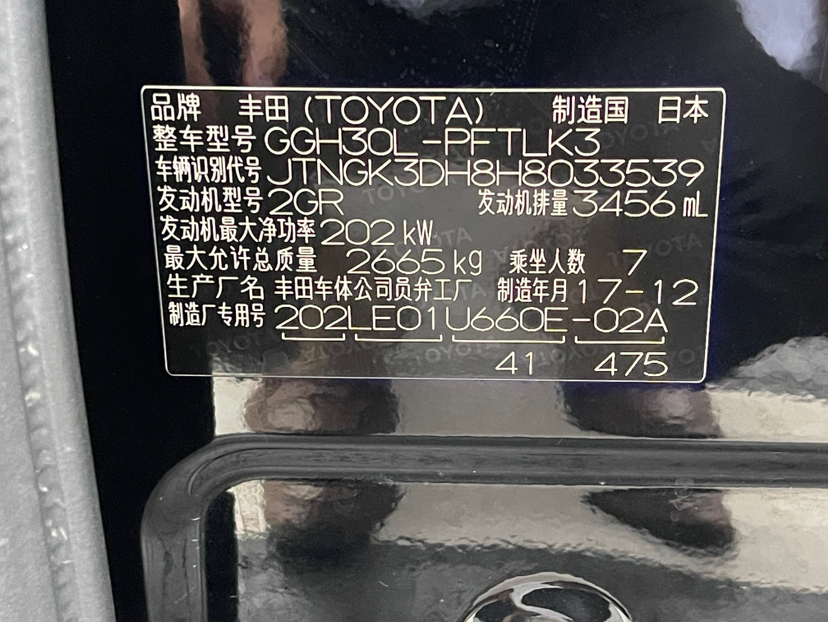 品牌 丰田(TOYOTA) 制造国 日本
整车型号 GGH30L-PFTLK3
车辆识别代号 JTNGK3DH8H8033539
发动机型号 2GR 发动机排量 3456 mL
发动机最大净功率 202 kW
最大允许总质量 2665 kg 乘坐人数 7
生产厂名 丰田车体公司员弁工厂 制造年月 17-12
制造厂专用号 202LE01U660E-02A
41 475